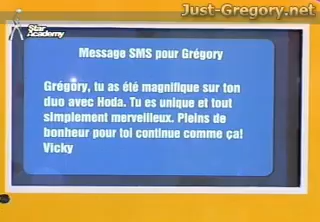 Just-Gregory.net
Star
Academy
Message SMS pour Grégory
Grégory, tu as été magnifique sur ton
duo avec Hoda. Tu es unique et tout
simplement merveilleux. Pleins de
bonheur pour toi continue comme ça!
Vicky